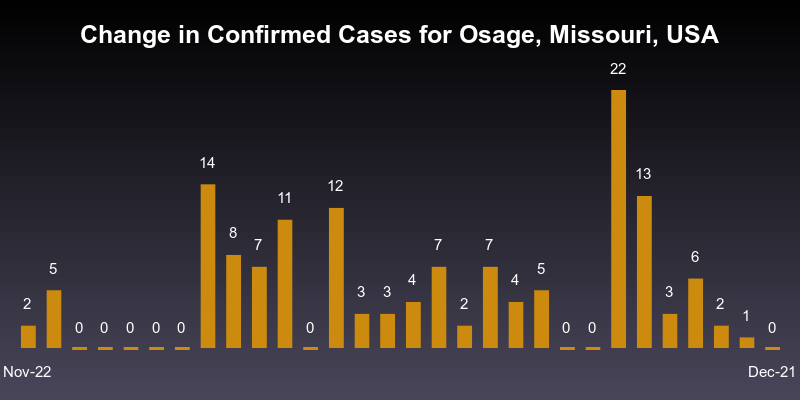 Change in Confirmed Cases for Osage, Missouri, USA
2 5 0 0 0 0 0 14 8 7 11 0 12 3 3 4 7 2 7 4 5 0 0 22 13 3 6 2 1 0
Nov-22 Dec-21